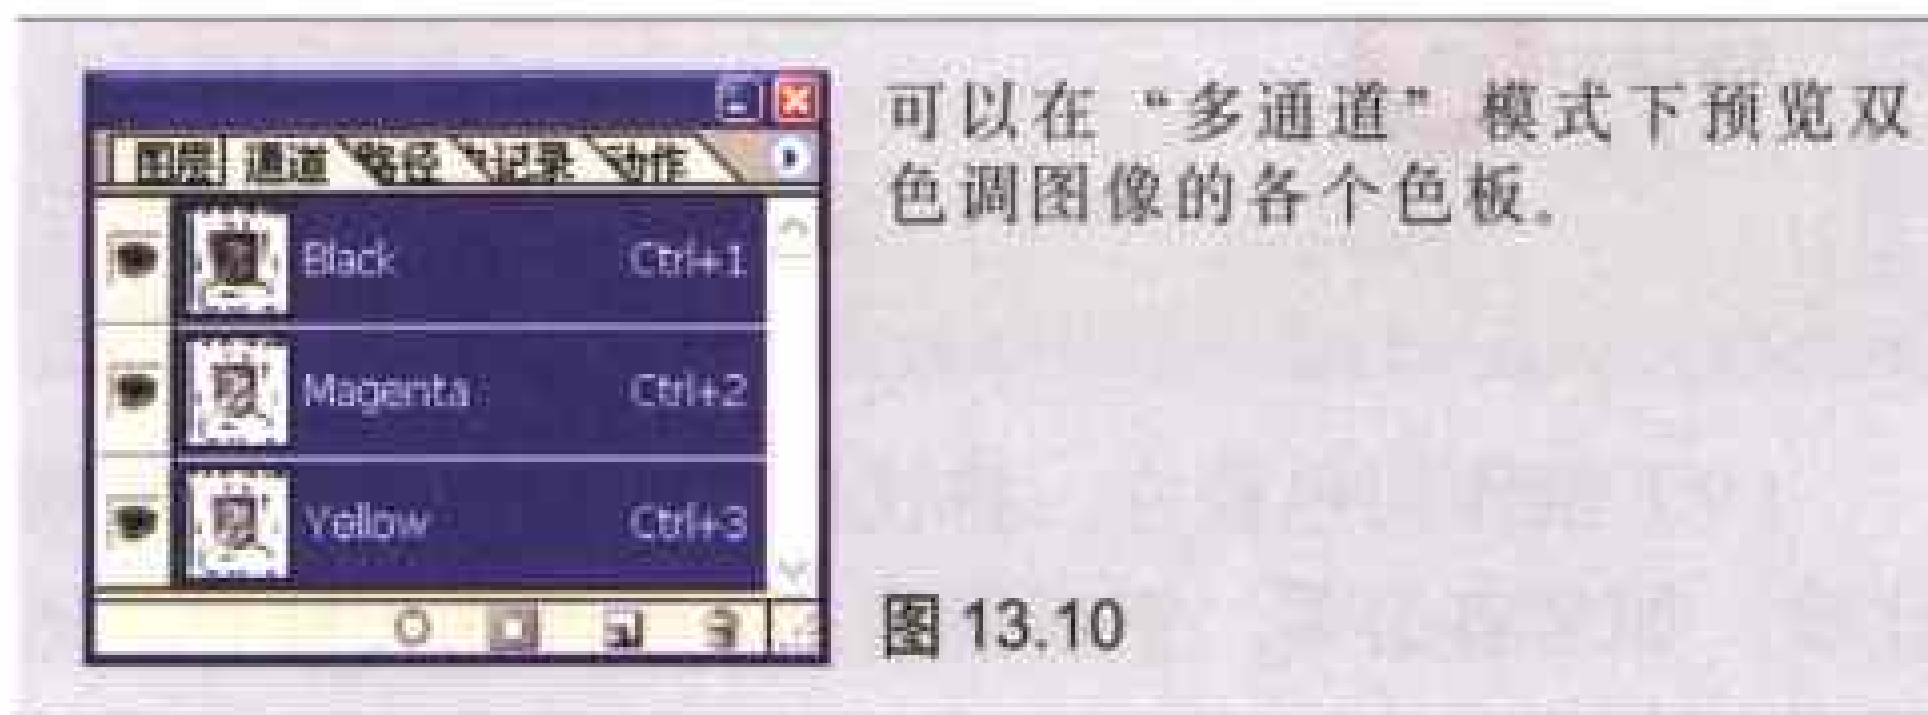 图层 通道 路径 记录 动作
Black Ctrl+1
Magenta Ctrl+2
Yellow Ctrl+3
可以在“多通道”模式下预览双
色调图像的各个色板。
图 13.10